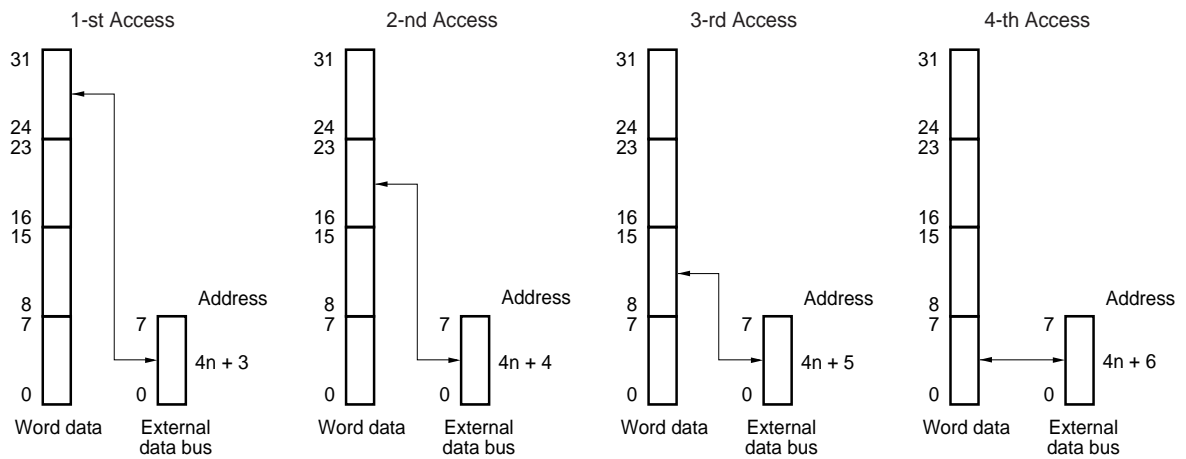 1-st Access
31
24
23
16
15
8
7
0
Word data
Address
7
4n + 3
0
External
data bus
2-nd Access
31
24
23
16
15
8
7
0
Word data
Address
7
4n + 4
0
External
data bus
3-rd Access
31
24
23
16
15
8
7
0
Word data
Address
7
4n + 5
0
External
data bus
4-th Access
31
24
23
16
15
8
7
0
Word data
Address
7
4n + 6
0
External
data bus